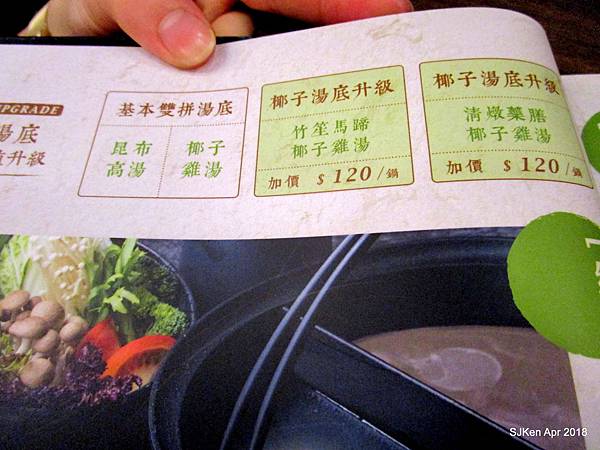 UPGRADE
湯底
升級
基本雙拼湯底
昆布 椰子
高湯 雞湯
椰子湯底升級
竹笙馬蹄
椰子雞湯
加價 $120/鍋
椰子湯底升級
清燉藥膳
椰子雞湯
加價 $120/鍋
SJKen Apr 2018